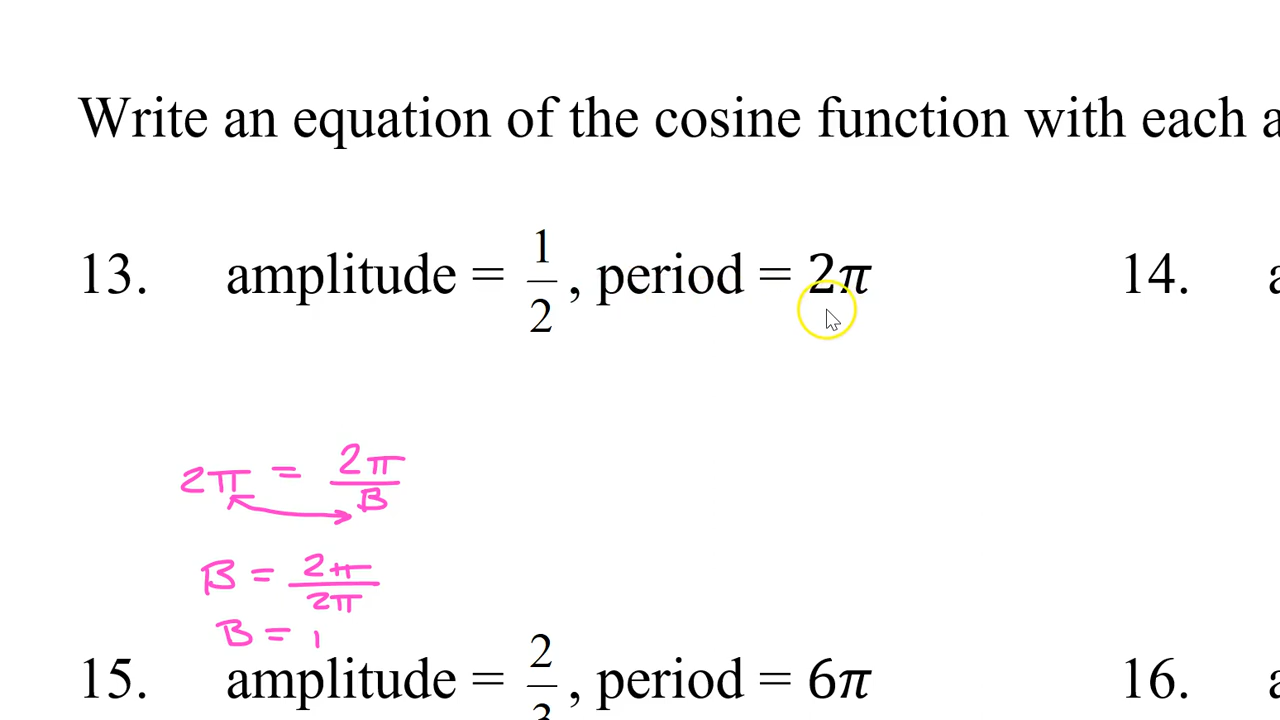 Write an equation of the cosine function with each a
13. amplitude = 1/2, period = 2π 14. a
2π = 2π/B
B = 2π/2π
B = 1
15. amplitude = 2/3, period = 6π 16. a